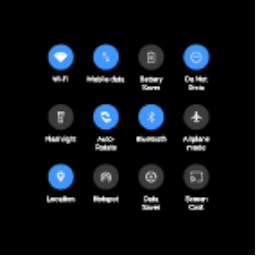 Wi-Fi
Mobile data
Battery
Saver
Do Not
Flashlight
Auto-
Rotate
Bluetooth
Airplane
mode
Location
Hotspot
Data
Saver
Screen
Cast